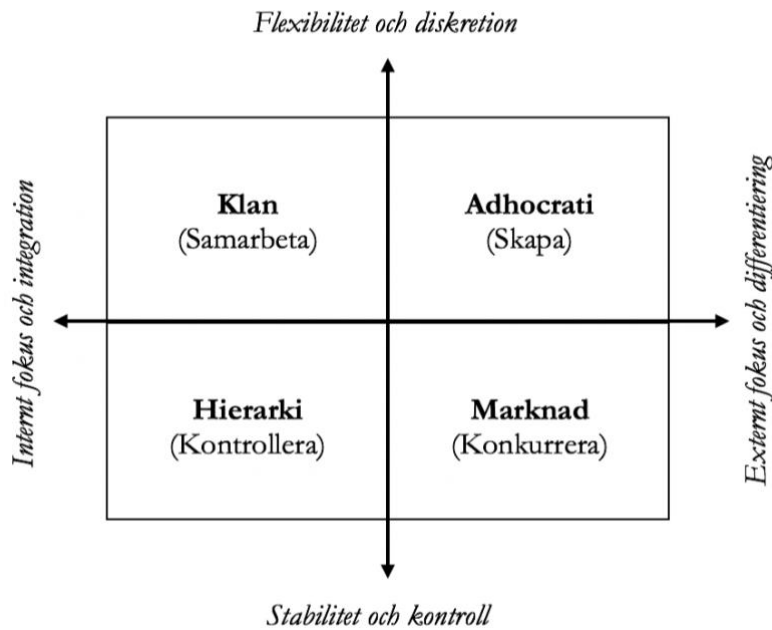 Flexibilitet och diskretion
Internt fokus och integration
Klan
(Samarbeta)
Adhocrati
(Skapa)
Externt fokus och differentiering
Hierarki
(Kontrollera)
Marknad
(Konkurrera)
Stabilitet och kontroll